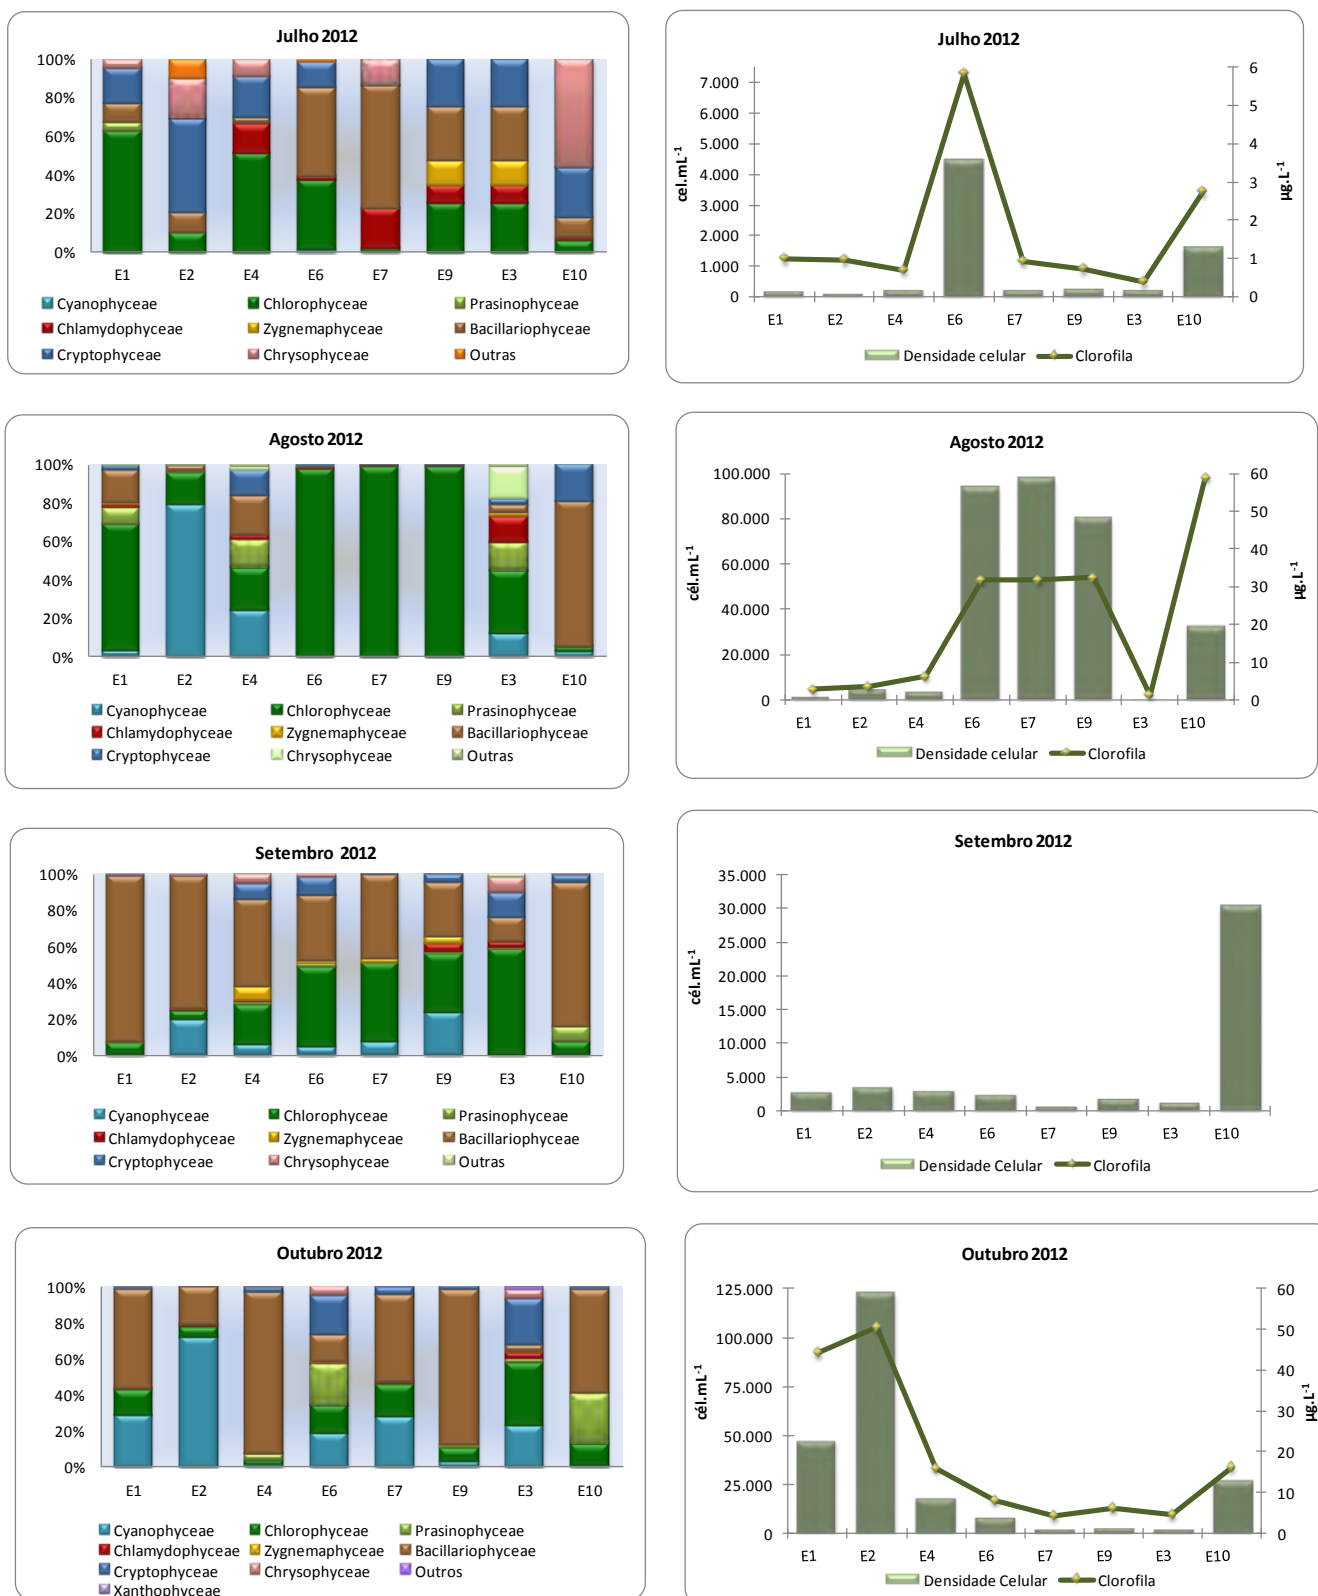 Julho 2012
100%
80%
60%
40%
20%
0%
E1 E2 E4 E6 E7 E9 E3 E10
Cyanophyceae Chlorophyceae Prasinophyceae
Chlamydophyceae Zygnemaphyceae Bacillariophyceae
Cryptophyceae Chrysophyceae Outras
Julho 2012
7.000
6.000
5.000
4.000
3.000
2.000
1.000
0
cel.mL-1
6
5
4
3
2
1
0
µg.L-1
E1 E2 E4 E6 E7 E9 E3 E10
Densidade celular Clorofila
Agosto 2012
100%
80%
60%
40%
20%
0%
E1 E2 E4 E6 E7 E9 E3 E10
Cyanophyceae Chlorophyceae Prasinophyceae
Chlamydophyceae Zygnemaphyceae Bacillariophyceae
Cryptophyceae Chrysophyceae Outras
Agosto 2012
100.000
80.000
60.000
40.000
20.000
0
cél.mL-1
60
50
40
30
20
10
0
µg.L-1
E1 E2 E4 E6 E7 E9 E3 E10
Densidade celular Clorofila
Setembro 2012
100%
80%
60%
40%
20%
0%
E1 E2 E4 E6 E7 E9 E3 E10
Cyanophyceae Chlorophyceae Prasinophyceae
Chlamydophyceae Zygnemaphyceae Bacillariophyceae
Cryptophyceae Chrysophyceae Outras
Setembro 2012
35.000
30.000
25.000
20.000
15.000
10.000
5.000
0
cél.mL-1
E1 E2 E4 E6 E7 E9 E3 E10
Densidade Celular Clorofila
Outubro 2012
100%
80%
60%
40%
20%
0%
E1 E2 E4 E6 E7 E9 E3 E10
Cyanophyceae Chlorophyceae Prasinophyceae
Chlamydophyceae Zygnemaphyceae Bacillariophyceae
Cryptophyceae Chrysophyceae Outros
Xanthophyceae
Outubro 2012
125.000
100.000
75.000
50.000
25.000
0
cél.mL-1
60
50
40
30
20
10
0
µg.L-1
E1 E2 E4 E6 E7 E9 E3 E10
Densidade Celular Clorofila